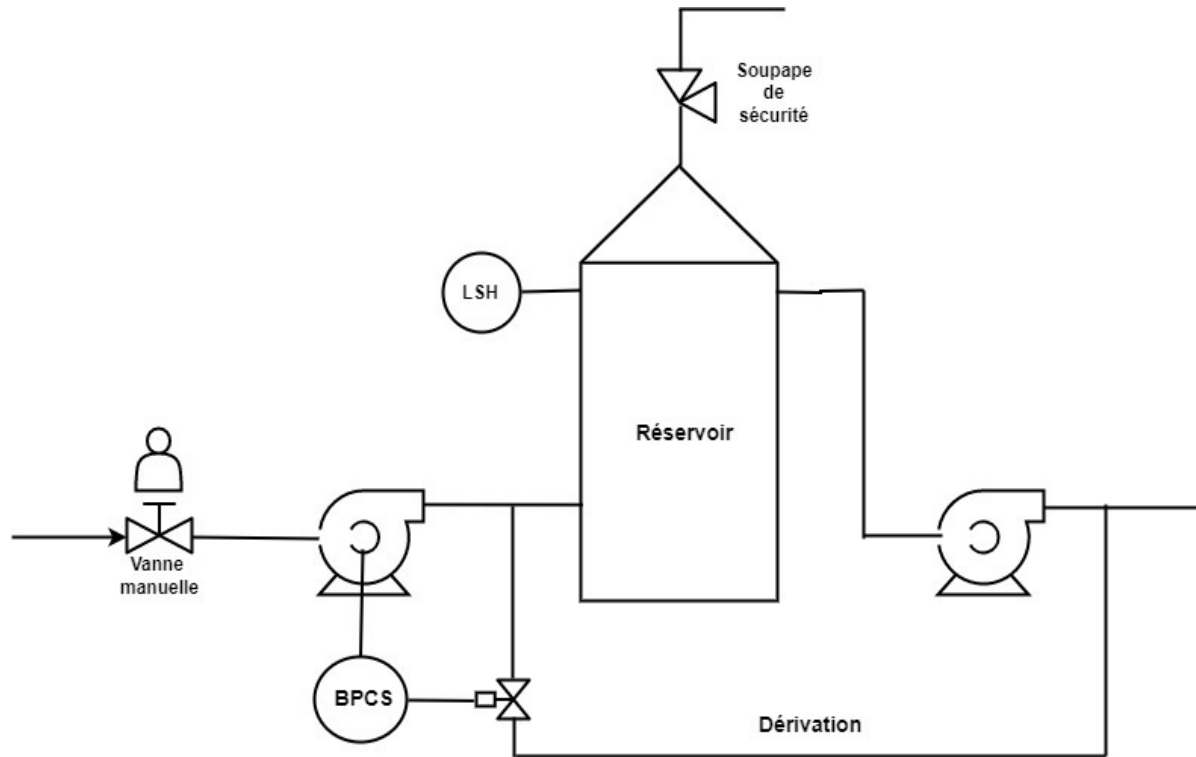 Soupape
de
sécurité
LSH
Réservoir
Vanne
manuelle
BPCS
Dérivation